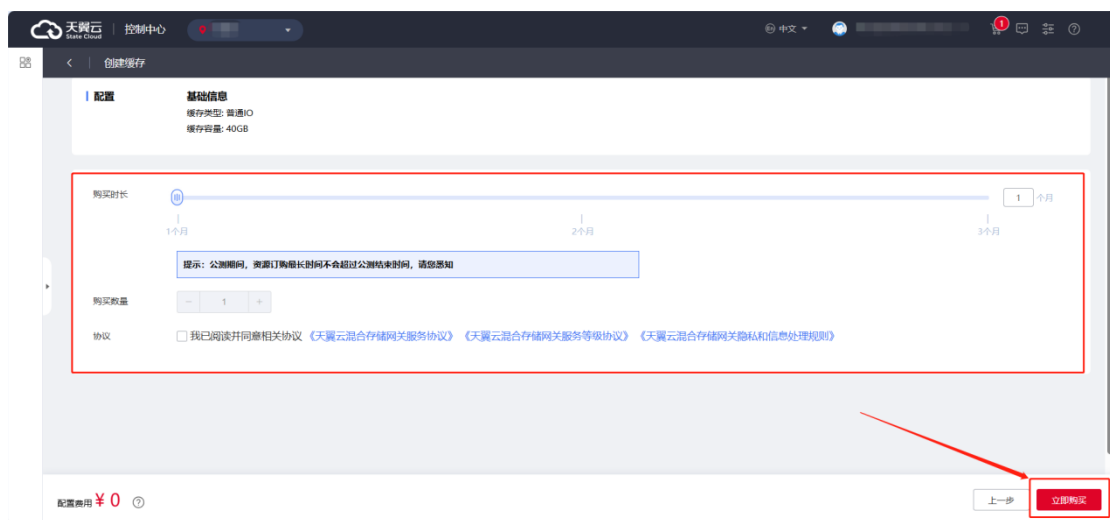 天翼云 State Cloud 控制中心 中文 1
创建缓存
配置 基础信息
缓存类型: 普通IO
缓存容量: 40GB
购买时长 1 个月
1个月 2个月 3个月
提示：公测期间，资源订购最长时间不会超过公测结束时间，请您悉知
购买数量 − 1 +
协议 我已阅读并同意相关协议 《天翼云混合存储网关服务协议》 《天翼云混合存储网关服务等级协议》 《天翼云混合存储网关隐私和信息处理规则》
配置费用 ¥ 0 上一步 立即购买